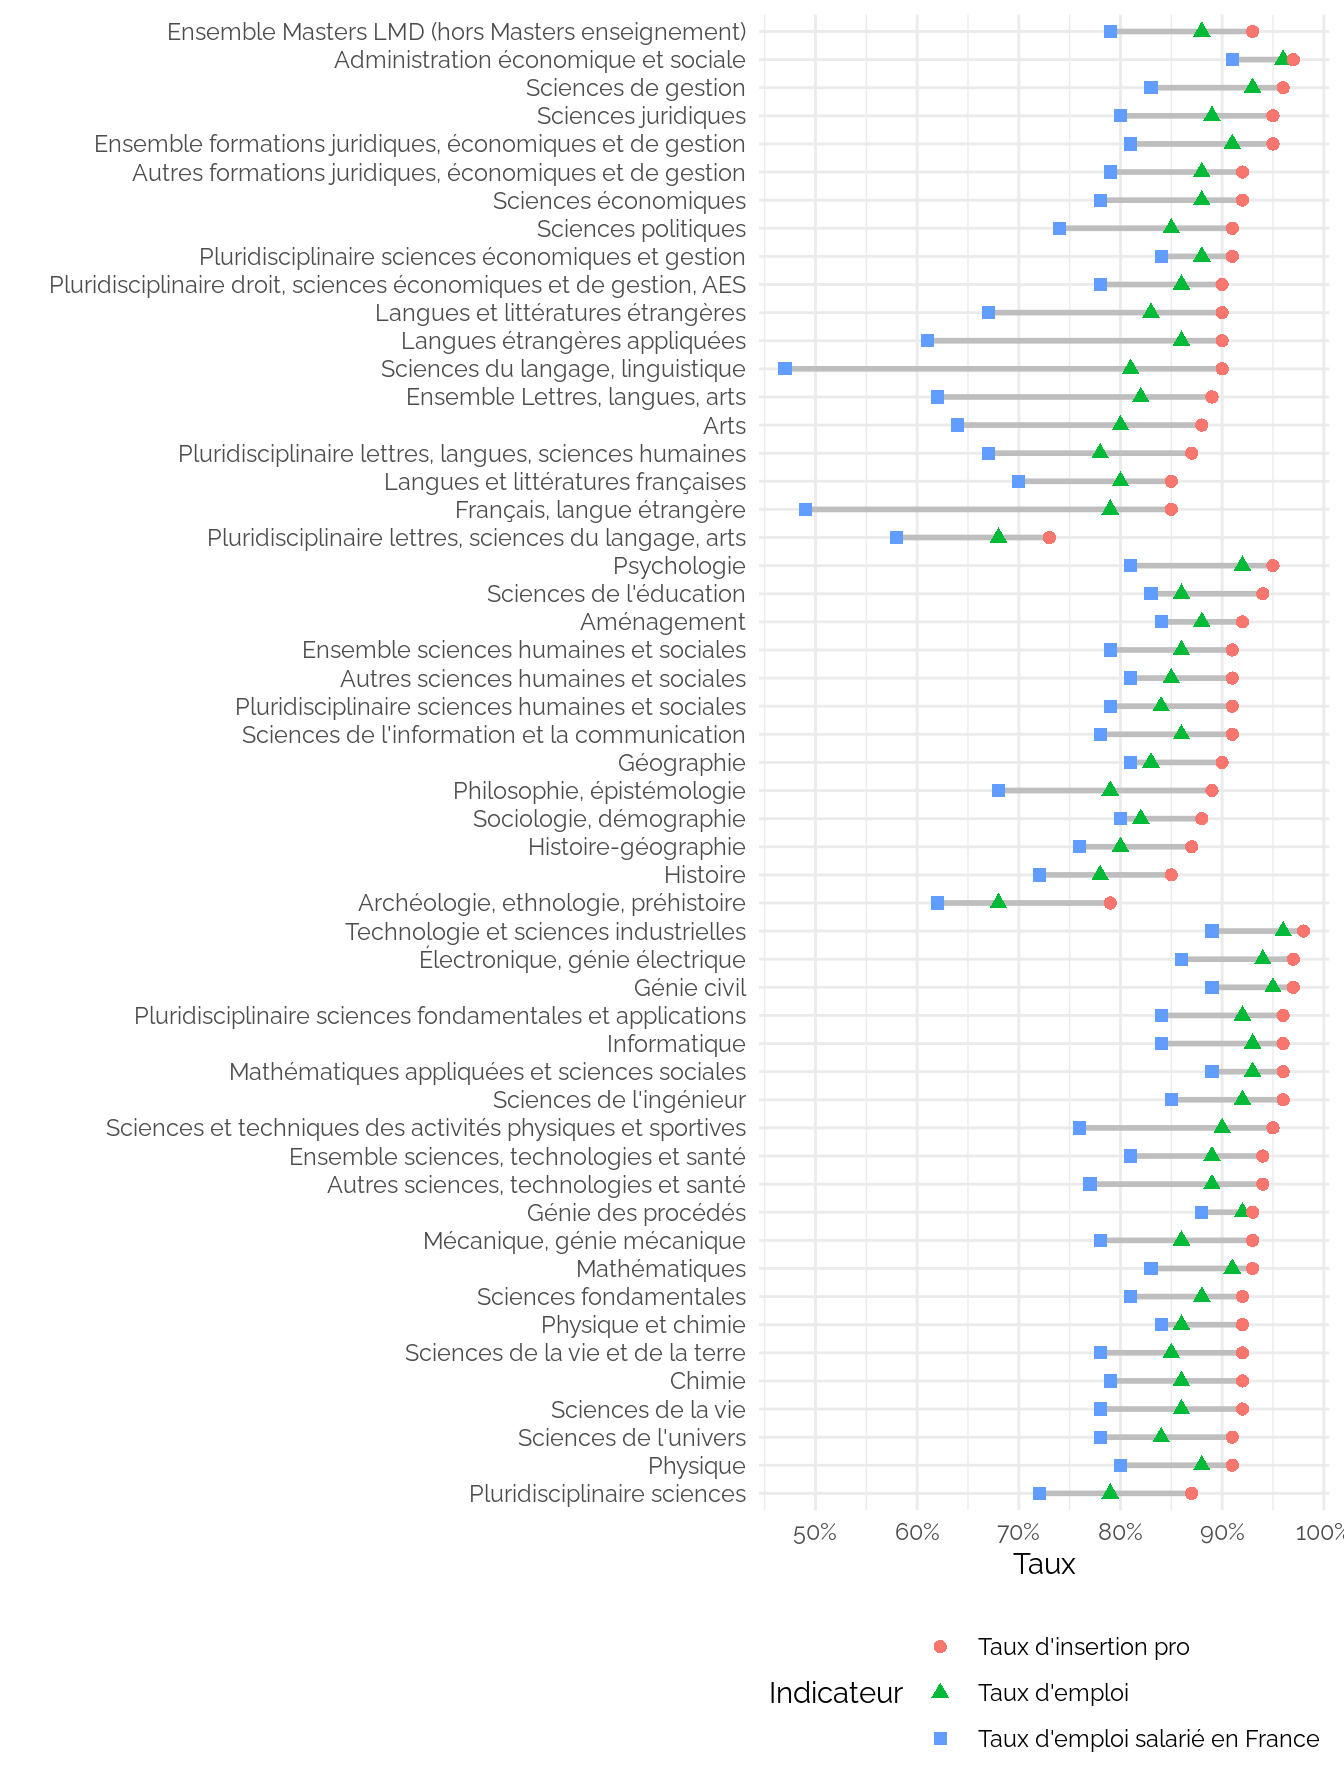 Ensemble Masters LMD (hors Masters enseignement)
Administration économique et sociale
Sciences de gestion
Sciences juridiques
Ensemble formations juridiques, économiques et de gestion
Autres formations juridiques, économiques et de gestion
Sciences économiques
Sciences politiques
Pluridisciplinaire sciences économiques et gestion
Pluridisciplinaire droit, sciences économiques et de gestion, AES
Langues et littératures étrangères
Langues étrangères appliquées
Sciences du langage, linguistique
Ensemble Lettres, langues, arts
Arts
Pluridisciplinaire lettres, langues, sciences humaines
Langues et littératures françaises
Français, langue étrangère
Pluridisciplinaire lettres, sciences du langage, arts
Psychologie
Sciences de l'éducation
Aménagement
Ensemble sciences humaines et sociales
Autres sciences humaines et sociales
Pluridisciplinaire sciences humaines et sociales
Sciences de l'information et la communication
Géographie
Philosophie, épistémologie
Sociologie, démographie
Histoire-géographie
Histoire
Archéologie, ethnologie, préhistoire
Technologie et sciences industrielles
Électronique, génie électrique
Génie civil
Pluridisciplinaire sciences fondamentales et applications
Informatique
Mathématiques appliquées et sciences sociales
Sciences de l'ingénieur
Sciences et techniques des activités physiques et sportives
Ensemble sciences, technologies et santé
Autres sciences, technologies et santé
Génie des procédés
Mécanique, génie mécanique
Mathématiques
Sciences fondamentales
Physique et chimie
Sciences de la vie et de la terre
Chimie
Sciences de la vie
Sciences de l'univers
Physique
Pluridisciplinaire sciences
50% 60% 70% 80% 90% 100%
Taux
Indicateur
Taux d'insertion pro
Taux d'emploi
Taux d'emploi salarié en France